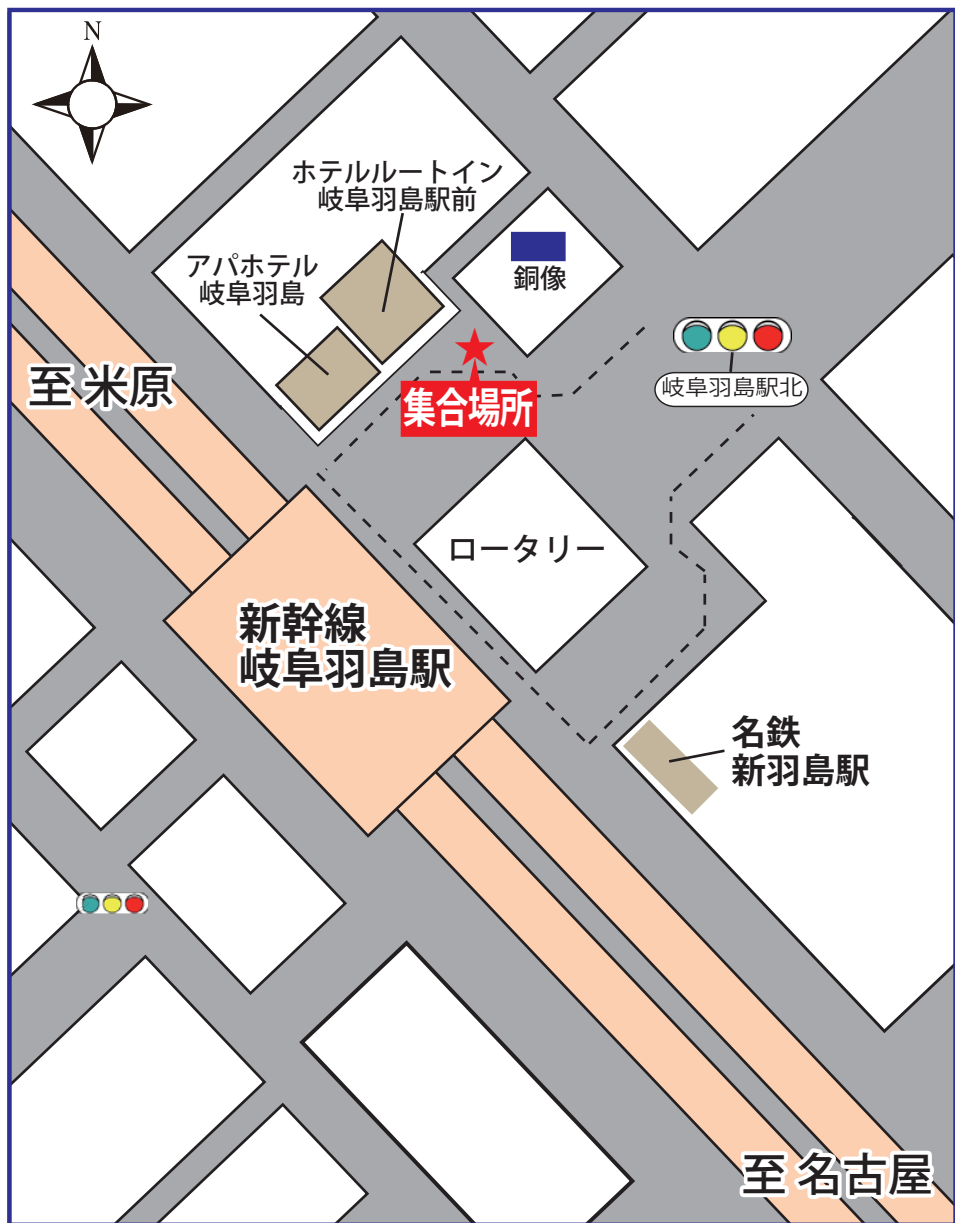 N
ホテルルートイン
岐阜羽島駅前
アパホテル
岐阜羽島
銅像
至 米原
集合場所
岐阜羽島駅北
ロータリー
新幹線
岐阜羽島駅
名鉄
新羽島駅
至 名古屋